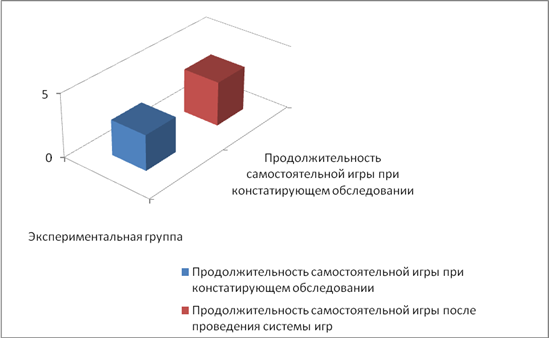 5
0
Продолжительность
самостоятельной игры при
констатирующем обследовании
Экспериментальная группа
Продолжительность самостоятельной игры при
констатирующем обследовании
Продолжительность самостоятельной игры после
проведения системы игр